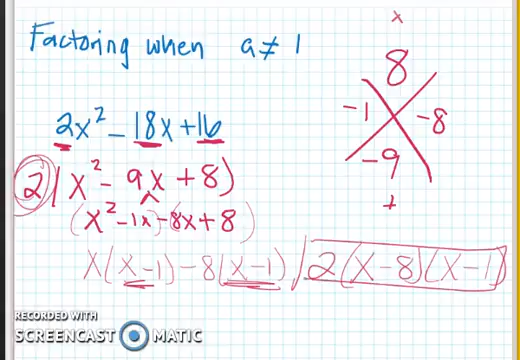 Factoring when a≠1
x
8
-1 -8
-9
+
2x² - 18x + 16
2(x² - 9x + 8)
(x² - 1x) - (8x + 8)
x(x-1) - 8(x-1) 2(x-8)(x-1)
RECORDED WITH
SCREENCAST MATIC